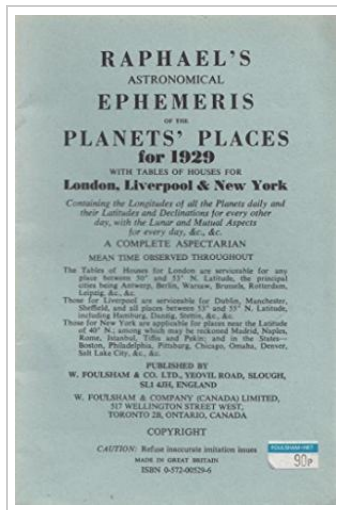 RAPHAEL'S
ASTRONOMICAL
EPHEMERIS
OF THE
PLANETS' PLACES
for 1929
WITH TABLES OF HOUSES FOR
London, Liverpool & New York
Containing the Longitudes of all the Planets daily and
their Latitudes and Declinations for every other
day, with the Lunar and Mutual Aspects
for every day, &c., &c.
A COMPLETE ASPECTARIAN
MEAN TIME OBSERVED THROUGHOUT
The Tables of Houses for London are serviceable for any
place between 50° and 53° N. Latitude, the principal
cities being Antwerp, Berlin, Warsaw, Brussels, Rotterdam,
Leipzig, &c., &c.
Those for Liverpool are serviceable for Dublin, Manchester,
Sheffield, and all places between 53° and 55° N. Latitude,
including Hamburg, Danzig, Stettin, &c., &c.
Those for New York are applicable for places near the Latitude
of 40° N.; among which may be reckoned Madrid, Naples,
Rome, Istanbul, Tiflis and Pekin; and in the States—
Boston, Philadelphia, Pittsburg, Chicago, Omaha, Denver,
Salt Lake City, &c., &c.
PUBLISHED BY
W. FOULSHAM & CO. LTD., YEOVIL ROAD, SLOUGH,
SL1 4JH, ENGLAND
W. FOULSHAM & COMPANY (CANADA) LIMITED,
517 WELLINGTON STREET WEST,
TORONTO 2B, ONTARIO, CANADA
COPYRIGHT
CAUTION: Refuse inaccurate imitation issues
MADE IN GREAT BRITAIN
ISBN 0-572-00529-6
FOULSHAM NET
90p